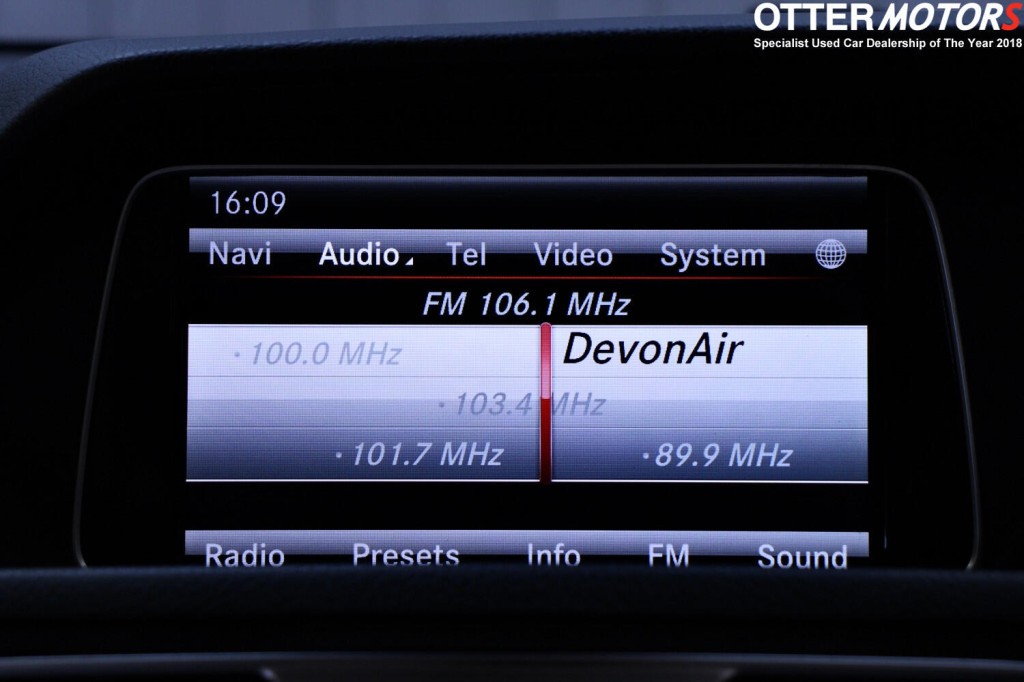 OTTER MOTORS
Specialist Used Car Dealership of The Year 2018
16:09
Navi Audio Tel Video System
FM 106.1 MHz
·100.0 MHz DevonAir
·103.4 MHz
·101.7 MHz ·89.9 MHz
Radio Presets Info FM Sound